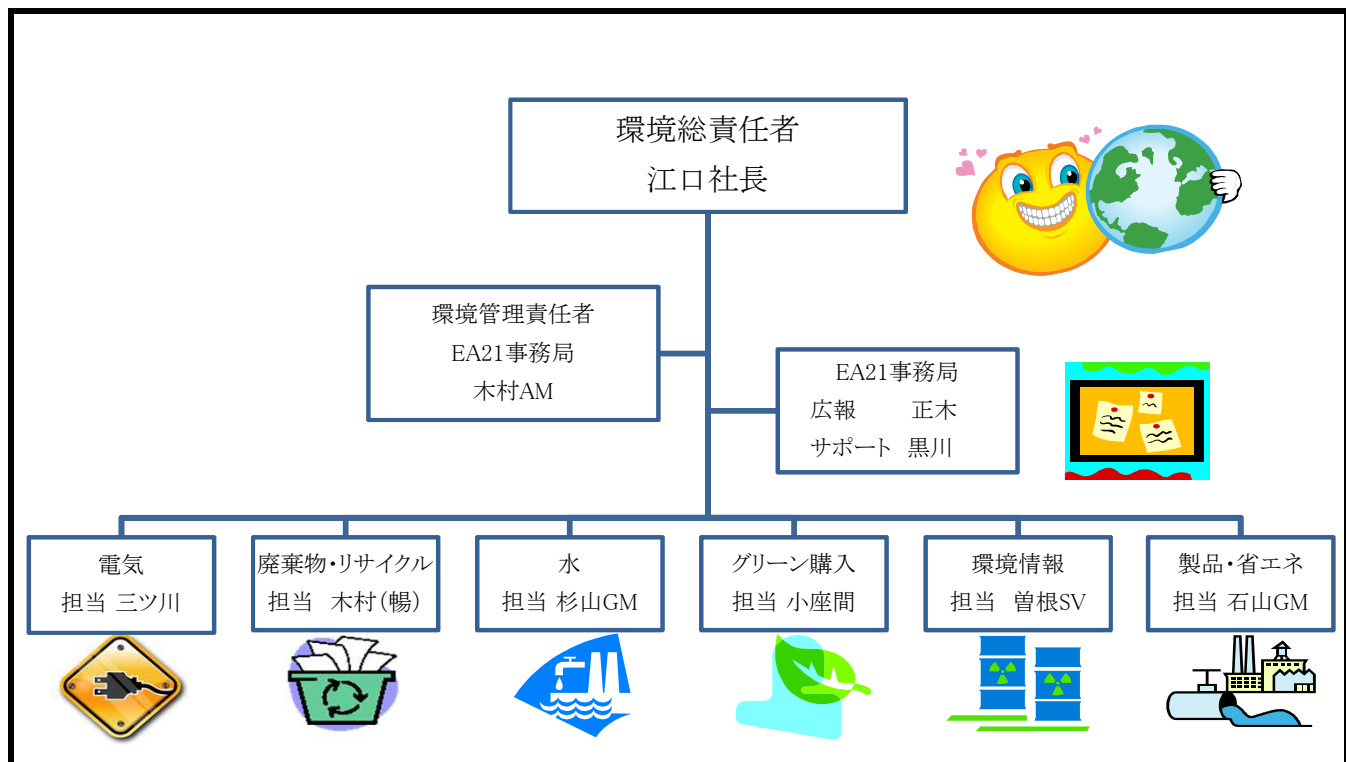 環境総責任者
江口社長
環境管理責任者
EA21事務局
木村AM
EA21事務局
広報 正木
サポート 黒川
電気
担当 三ツ川
廃棄物・リサイクル
担当 木村(暢)
水
担当 杉山GM
グリーン購入
担当 小座間
環境情報
担当 曽根SV
製品・省エネ
担当 石山GM